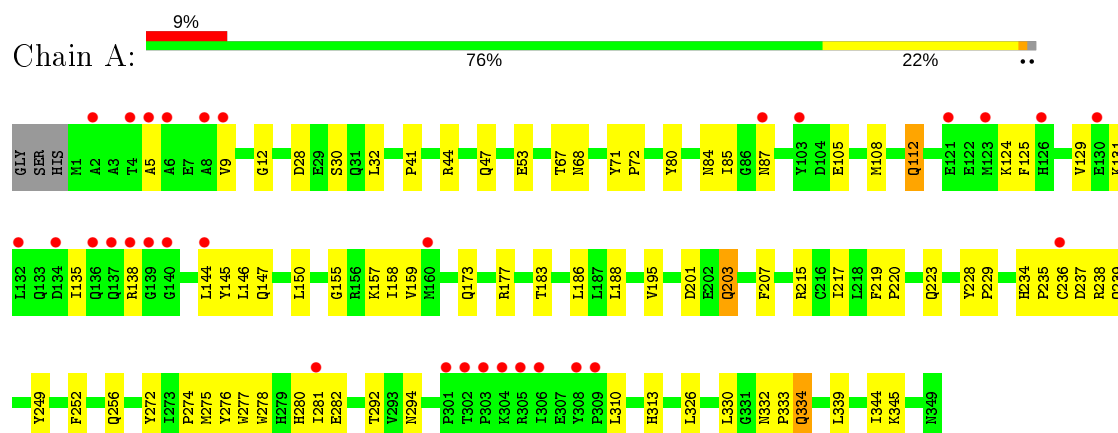 9%
Chain A:
76% 22% ••
GLY SER HIS M1 A2 A3 T4 A5 A6 E7 A8 V9 G12 D28 E29 S30 Q31 L32 P41 R44 Q47 E53 T67 N68 Y71 P72 Y80 N84 I85 G86 N87 Y103 D104 E105 M108 Q112 E121 E122 M123 K124 F125 H126 V129 E130 K131
L132 Q133 D134 I135 Q136 Q137 R138 G139 G140 L144 Y145 L146 Q147 L150 G155 R156 K157 I158 V159 M160 Q173 R177 T183 L186 L187 L188 V195 D201 E202 Q203 F207 R215 C216 I217 L218 F219 P220 Q223 Y228 P229 H234 P235 C236 D237 R238
Y249 F252 Q256 Y272 I273 P274 M275 Y276 W277 W278 H279 H280 I281 E282 T292 V293 N294 P301 T302 P303 K304 R305 I306 E307 Y308 P309 L310 H313 L326 L330 G331 N332 P333 Q334 L339 I344 K345 N349